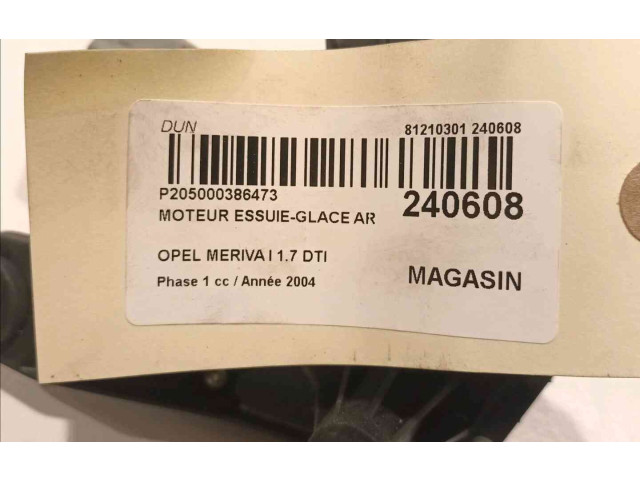 DUN 81210301 240608
P205000386473
240608
MOTEUR ESSUIE-GLACE AR
OPEL MERIVA I 1.7 DTI
Phase 1 cc / Année 2004
MAGASIN